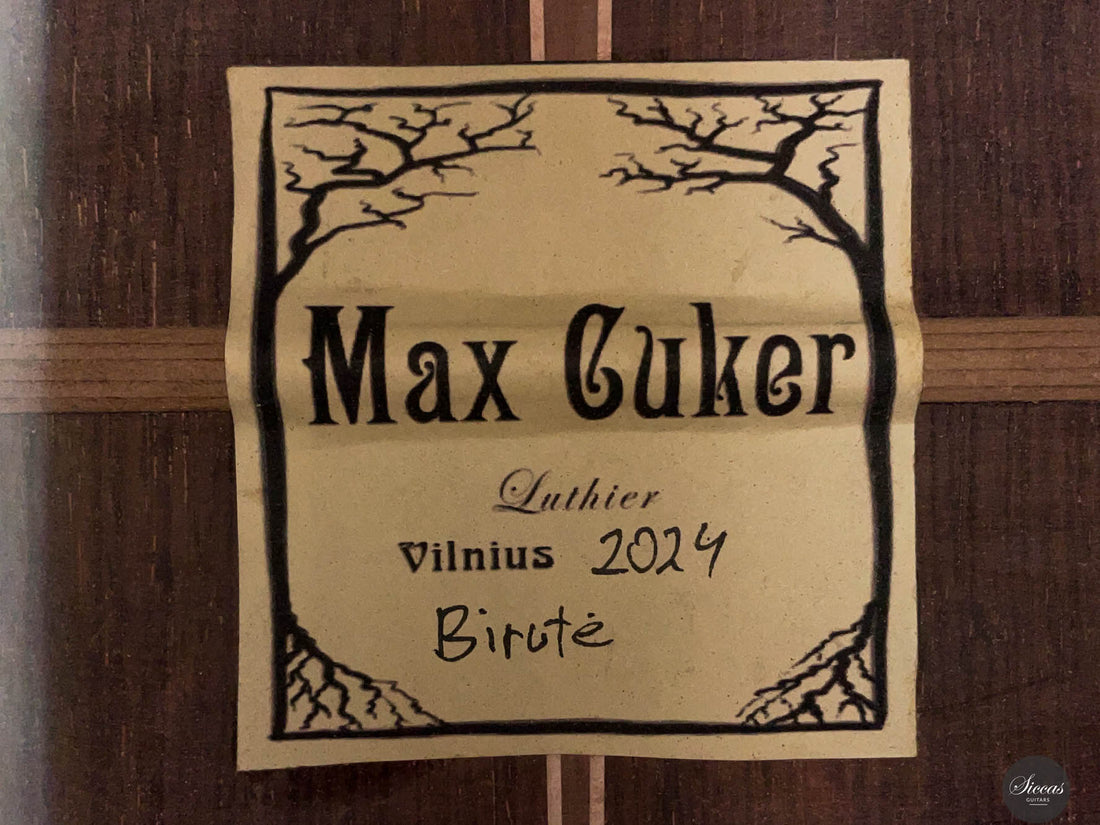 Max Cuker
Luthier
Vilnius 2024
Birutė
Siccas
GUITARS